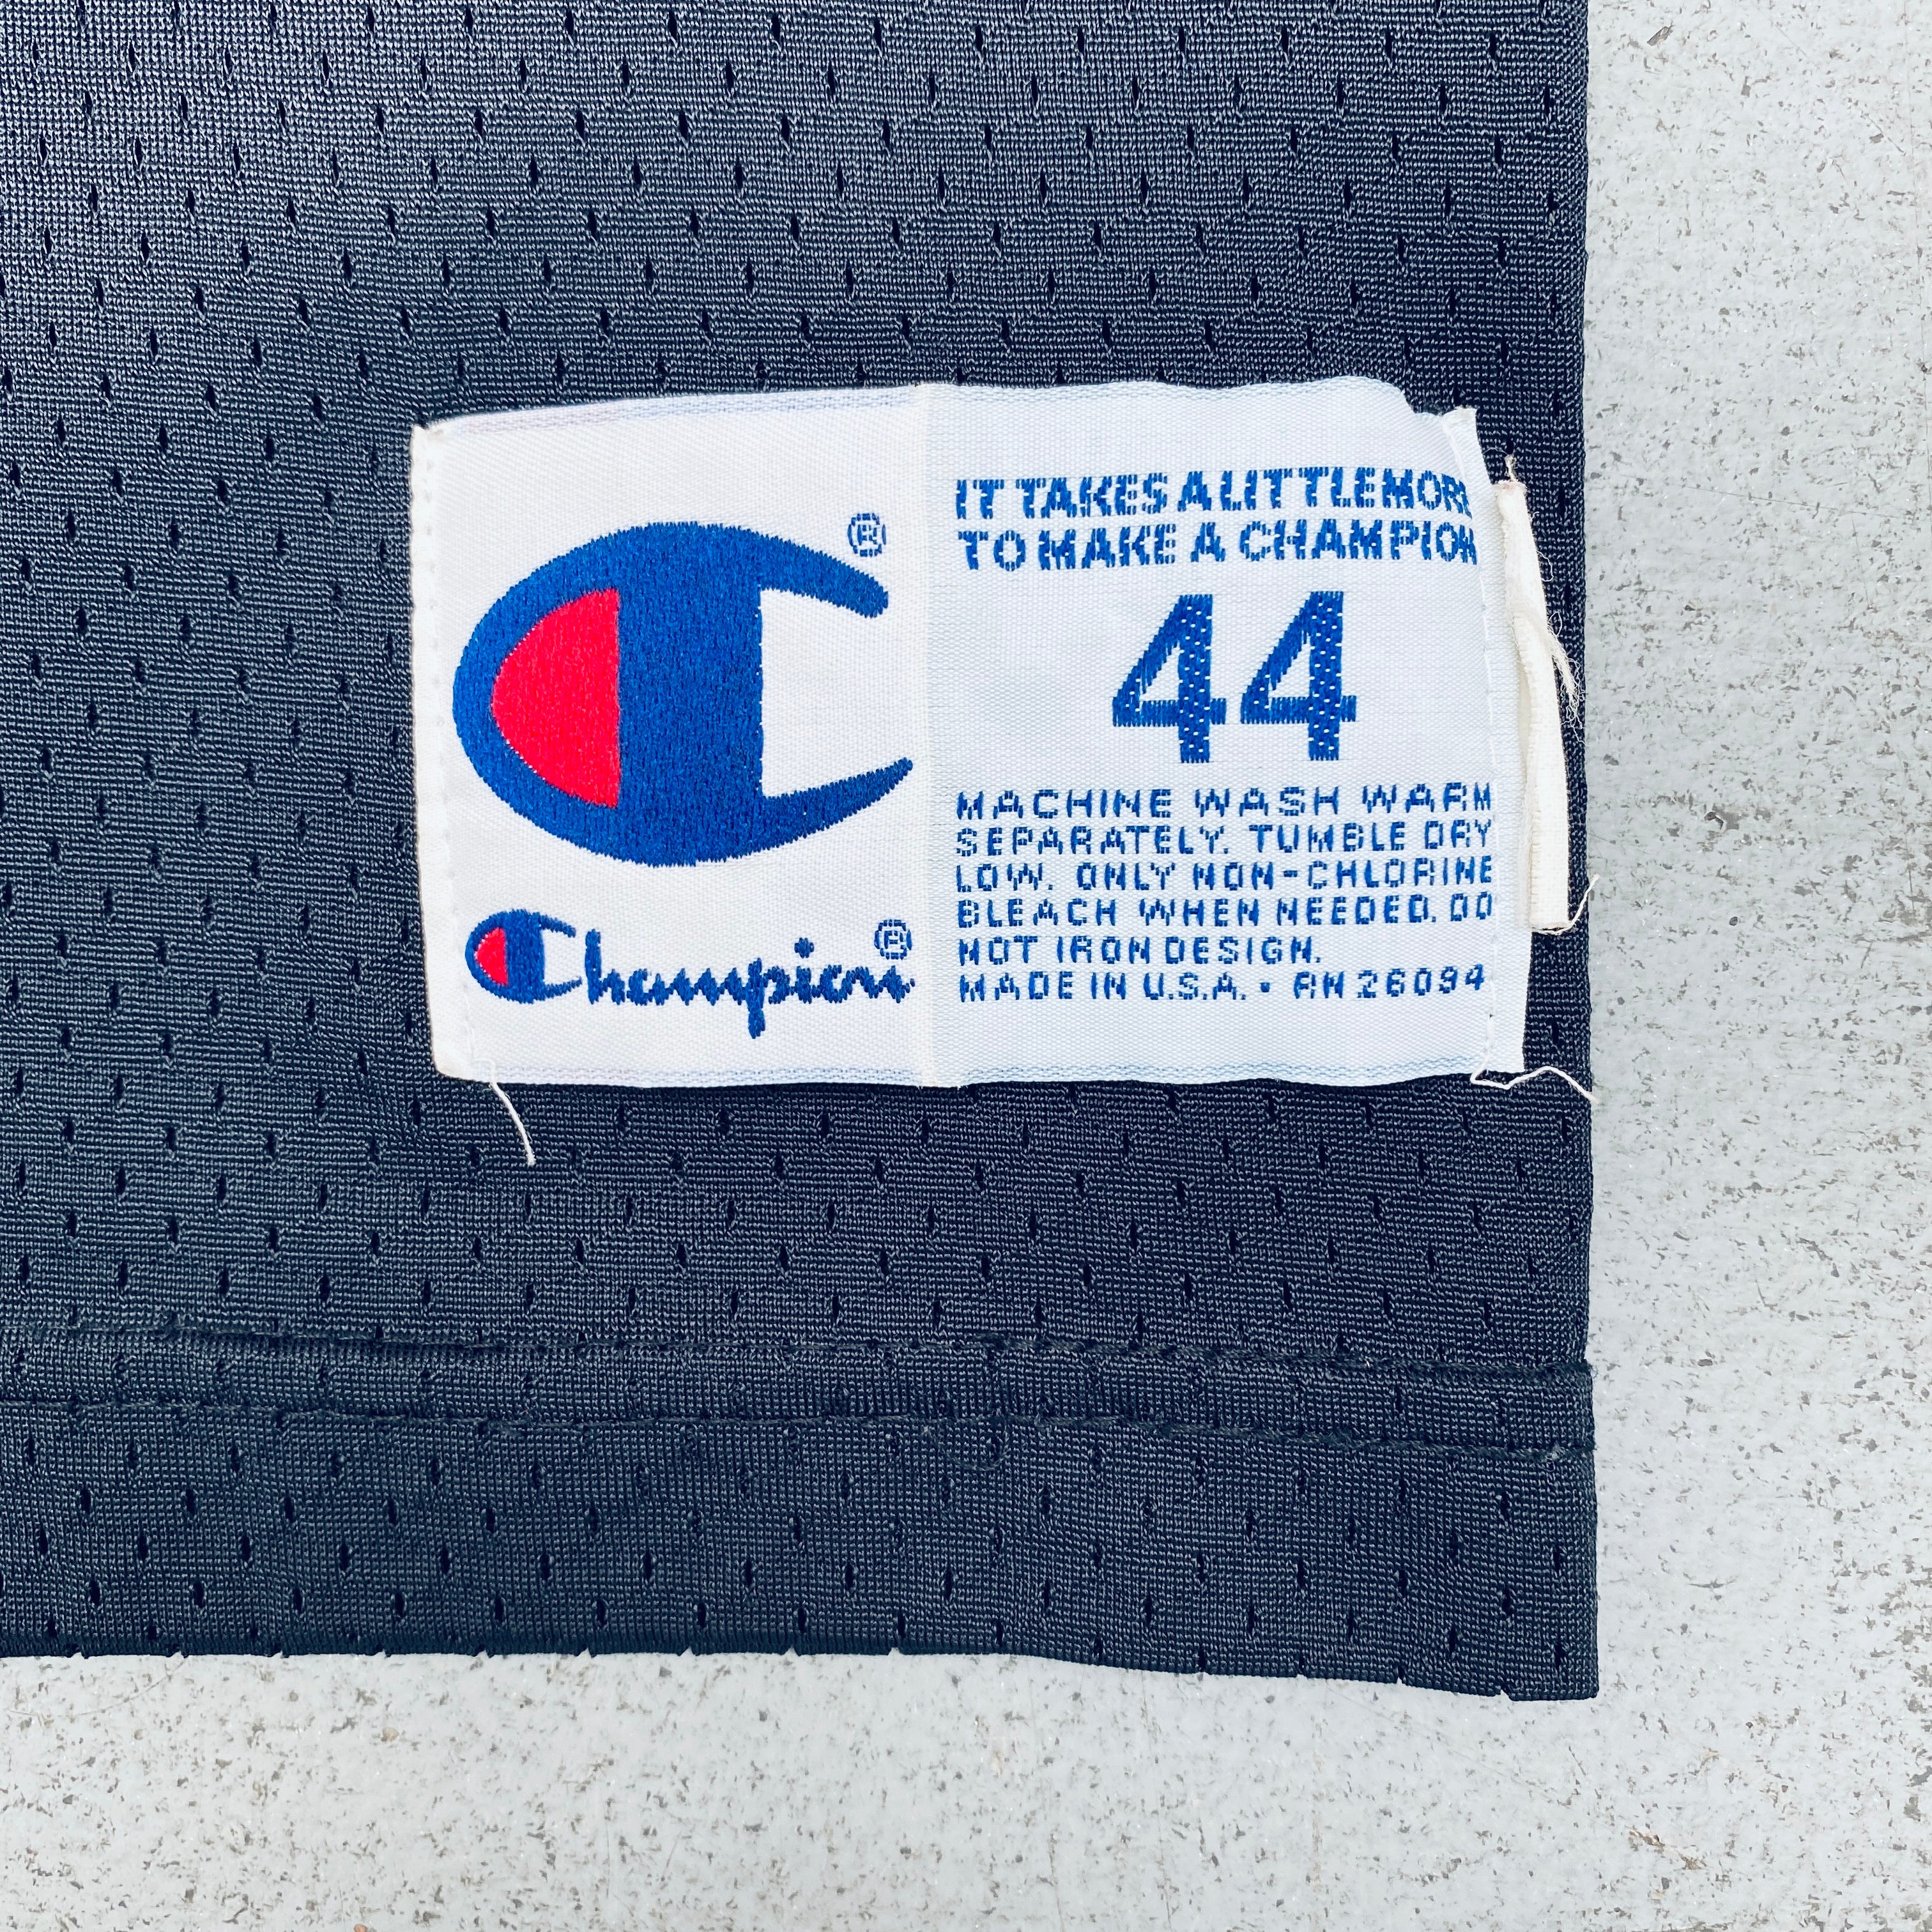 ®
Champion®
IT TAKES A LITTLE MORE
TO MAKE A CHAMPION
44
MACHINE WASH WARM
SEPARATELY. TUMBLE DRY
LOW. ONLY NON-CHLORINE
BLEACH WHEN NEEDED. DO
NOT IRON DESIGN.
MADE IN U.S.A. • RN 26094